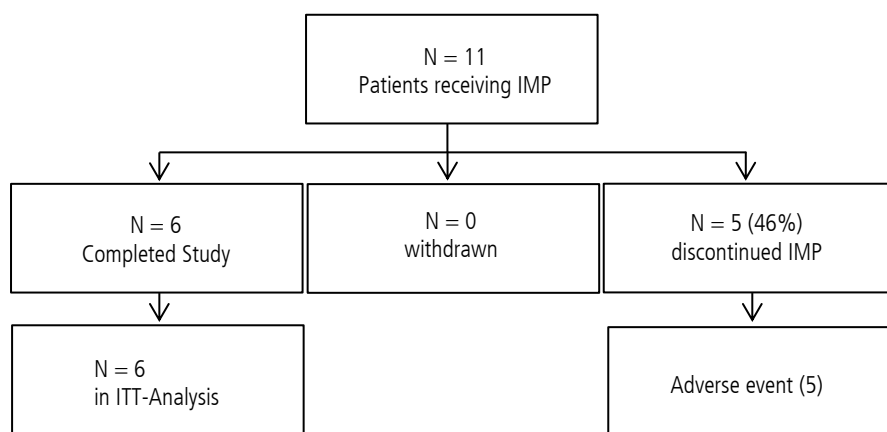 N = 11
Patients receiving IMP
N = 6
Completed Study
N = 0
withdrawn
N = 5 (46%)
discontinued IMP
N = 6
in ITT-Analysis
Adverse event (5)